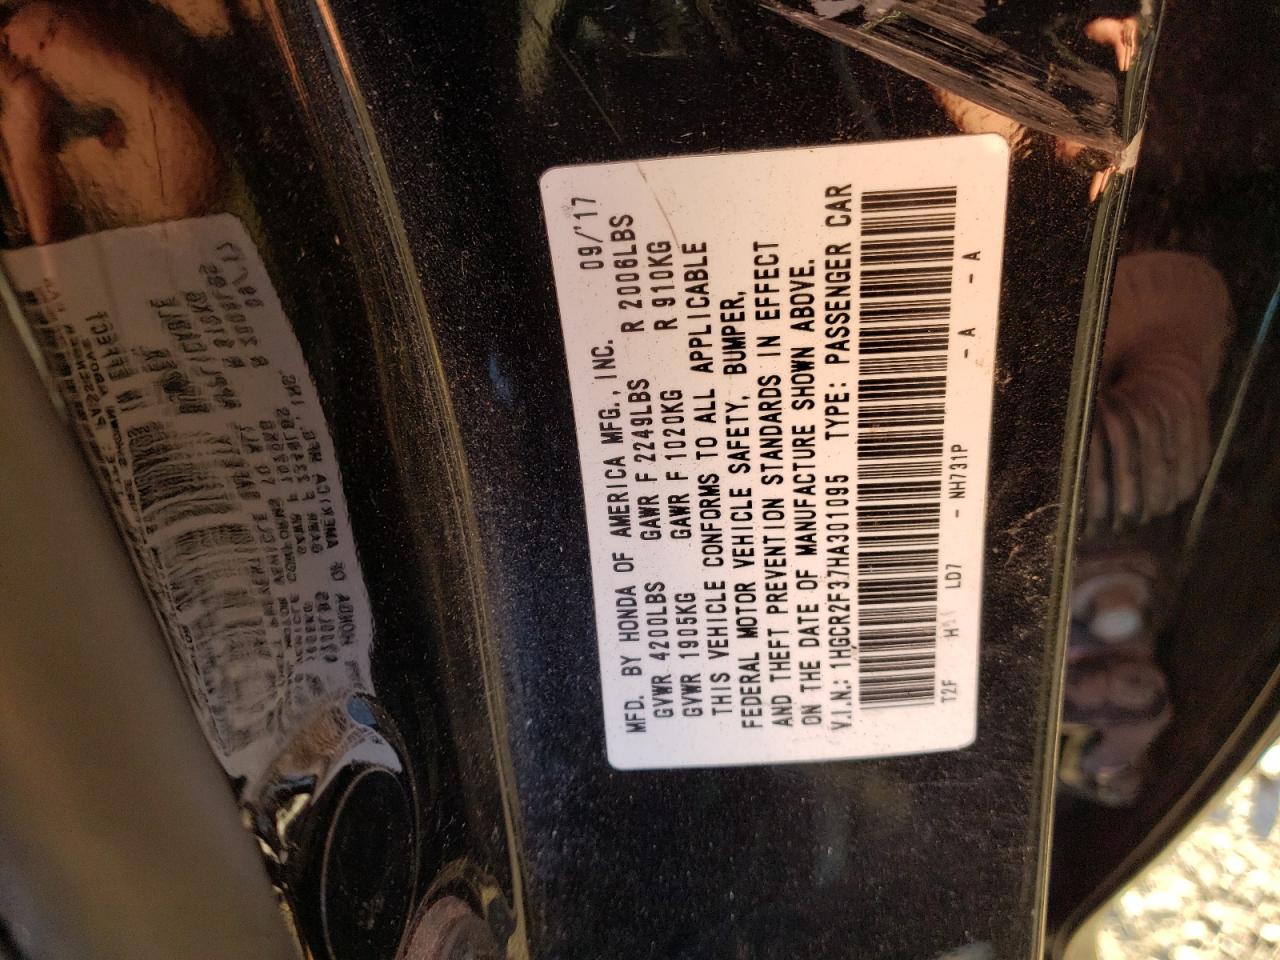 MFD. BY HONDA OF AMERICA MFG., INC. 09/'17
GVWR 4200LBS GAWR F 2249LBS R 2006LBS
GVWR 1905KG GAWR F 1020KG R 910KG
THIS VEHICLE CONFORMS TO ALL APPLICABLE
FEDERAL MOTOR VEHICLE SAFETY, BUMPER,
AND THEFT PREVENTION STANDARDS IN EFFECT
ON THE DATE OF MANUFACTURE SHOWN ABOVE.
V.I.N.: 1HGCR2F37HA301095 TYPE: PASSENGER CAR
T2F LD7 - NH731P - A - A